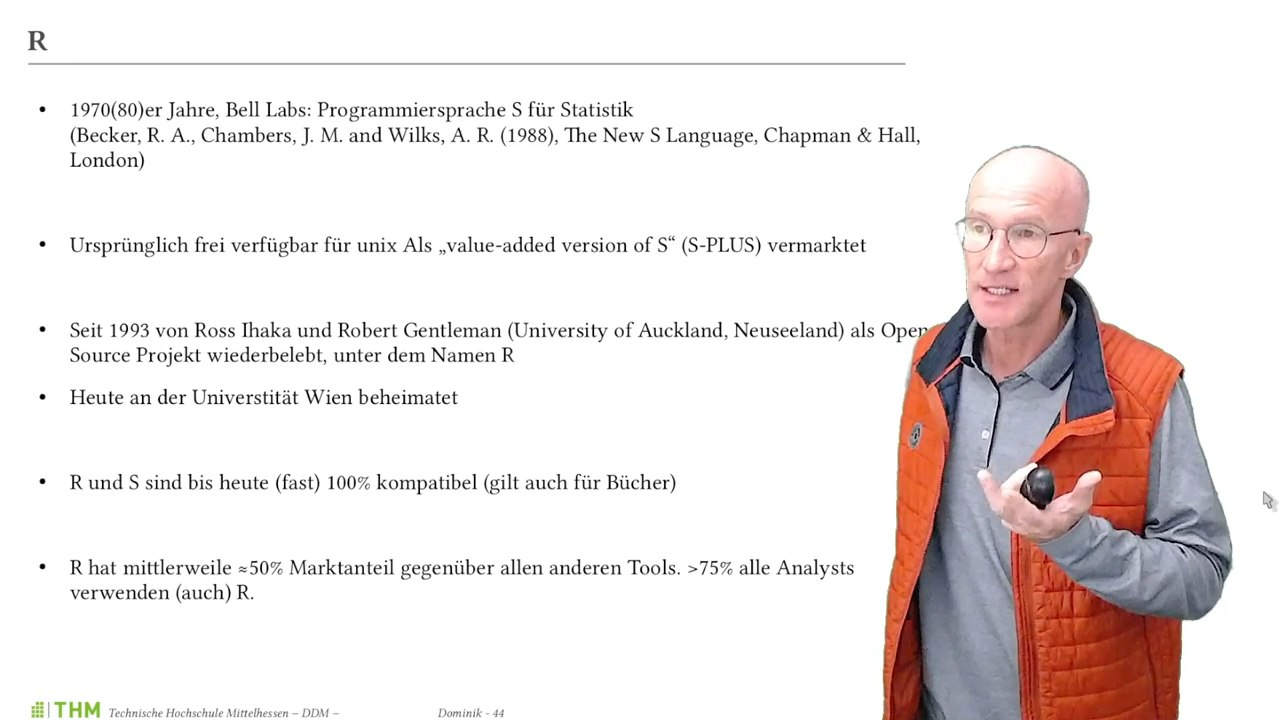 R
• 1970(80)er Jahre, Bell Labs: Programmiersprache S für Statistik
(Becker, R. A., Chambers, J. M. and Wilks, A. R. (1988), The New S Language, Chapman & Hall,
London)
• Ursprünglich frei verfügbar für unix Als „value-added version of S“ (S-PLUS) vermarktet
• Seit 1993 von Ross Ihaka und Robert Gentleman (University of Auckland, Neuseeland) als Open
Source Projekt wiederbelebt, unter dem Namen R
• Heute an der Universtität Wien beheimatet
• R und S sind bis heute (fast) 100% kompatibel (gilt auch für Bücher)
• R hat mittlerweile ≈50% Marktanteil gegenüber allen anderen Tools. >75% alle Analysts
verwenden (auch) R.
THM Technische Hochschule Mittelhessen – DDM – Dominik - 44